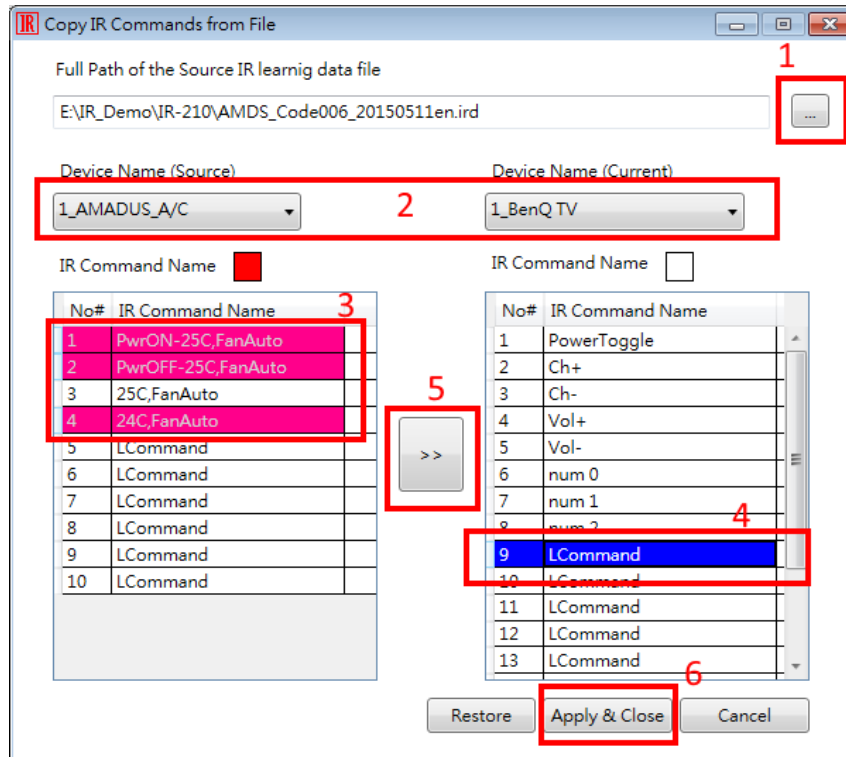 IR Copy IR Commands from File
1
Full Path of the Source IR learnig data file
E:\IR_Demo\IR-210\AMDS_Code006_20150511en.ird ...
Device Name (Source) Device Name (Current)
1_AMADUS_A/C 2 1_BenQ TV
IR Command Name IR Command Name
No# IR Command Name 3 No# IR Command Name
1 PwrON-25C,FanAuto 1 PowerToggle
2 PwrOFF-25C,FanAuto 2 Ch+
3 25C,FanAuto 5 3 Ch-
4 24C,FanAuto 4 Vol+
5 LCommand >> 5 Vol-
6 LCommand 6 num 0
7 LCommand 7 num 1
8 LCommand 8 num 2 4
9 LCommand 9 LCommand
10 LCommand 10 LCommand
11 LCommand
12 LCommand
13 LCommand
6
Restore Apply & Close Cancel